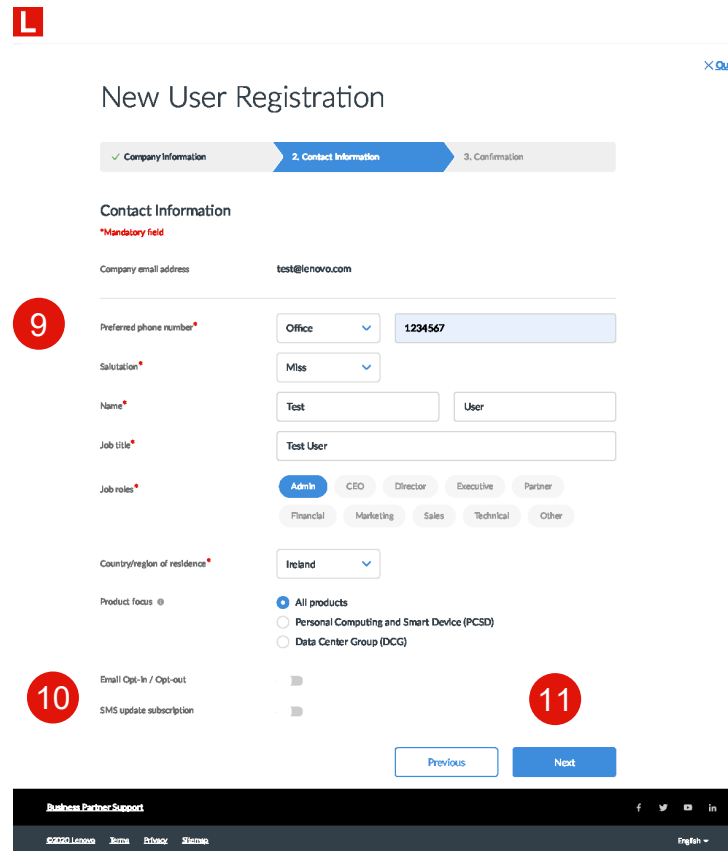 L
New User Registration
Company Information
2. Contact Information
3. Confirmation
Contact Information
*Mandatory field
Company email address test@lenovo.com
9
Preferred phone number* Office 1234567
Salutation* Miss
Name* Test User
Job title* Test User
Job roles* Admin CEO Director Executive Partner
Financial Marketing Sales Technical Other
Country/region of residence* Ireland
Product focus All products
Personal Computing and Smart Device (PCSD)
Data Center Group (DCG)
10
Email Opt-In / Opt-out
SMS update subscription
11
Previous Next
Business Partner Support
©2020 Lenovo Terms Privacy Sitemap English